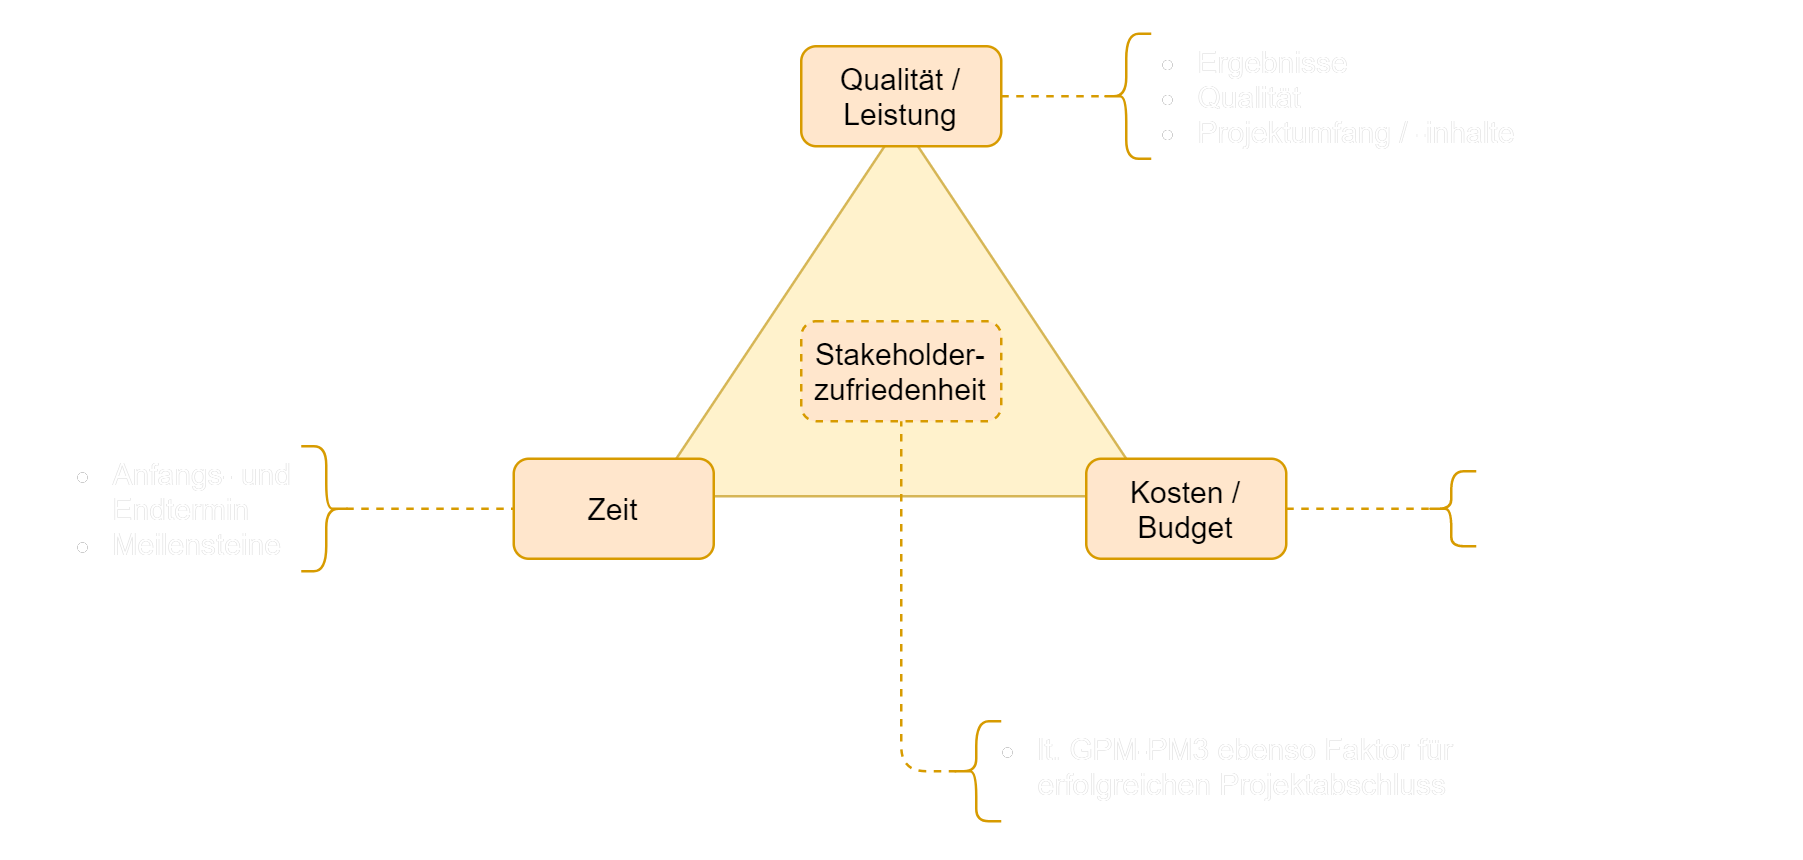 Qualität /
Leistung
Ergebnisse
Qualität
Projektumfang / -inhalte
Stakeholder-
zufriedenheit
Anfangs- und
Endtermin
Meilensteine
Zeit
Kosten /
Budget
lt. GPM-PM3 ebenso Faktor für
erfolgreichen Projektabschluss